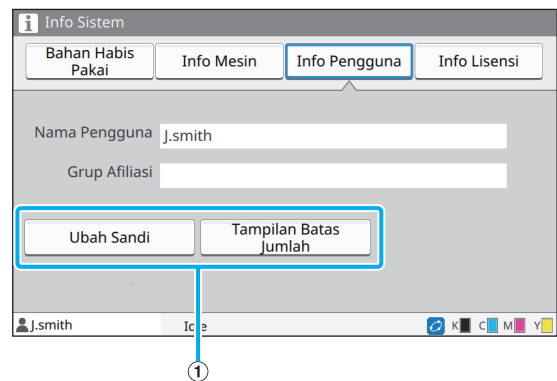 i Info Sistem
Bahan Habis
Pakai
Info Mesin
Info Pengguna
Info Lisensi
Nama Pengguna J.smith
Grup Afiliasi
Ubah Sandi
Tampilan Batas
Jumlah
J.smith
Idle
K C M Y
1